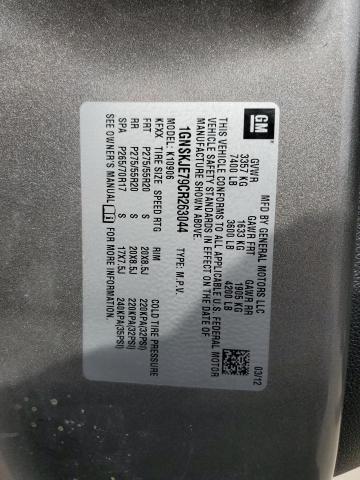 GM
MFD BY GENERAL MOTORS LLC
03/12
GVWR GAWR FRT GAWR RR
3357 KG 1633 KG 1905 KG
7400 LB 3600 LB 4200 LB
THIS VEHICLE CONFORMS TO ALL APPLICABLE U.S. FEDERAL MOTOR
VEHICLE SAFETY STANDARDS IN EFFECT ON THE DATE OF
MANUFACTURE SHOWN ABOVE.
1GNSKJE79CR263044 TYPE: M.P.V.
MODEL: K10906
KFXX TIRE SIZE SPEED RTG RIM COLD TIRE PRESSURE
FRT P275/55R20 S 20X8.5J 220KPA(32PSI)
RR P275/55R20 S 20X8.5J 220KPA(32PSI)
SPA P265/70R17 S 17X7.5J 240KPA(35PSI)
SEE OWNER'S MANUAL FOR MORE INFORMATION.